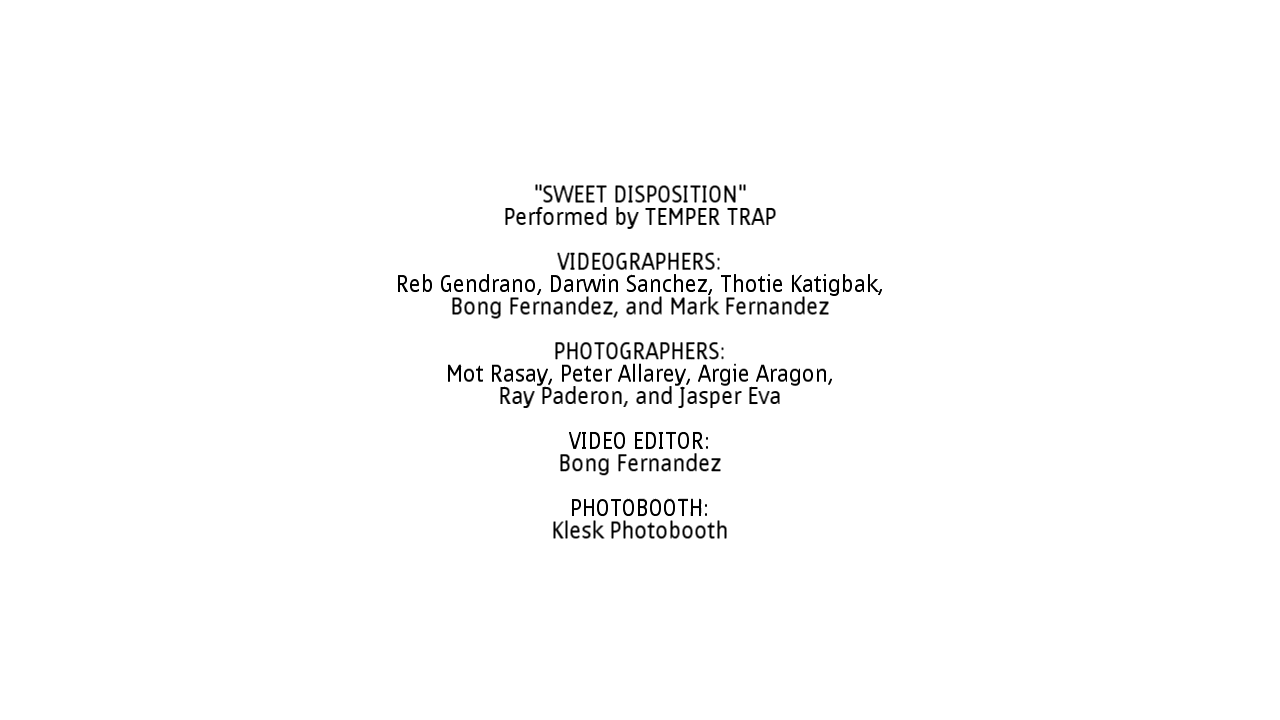 "SWEET DISPOSITION"
Performed by TEMPER TRAP
VIDEOGRAPHERS:
Reb Gendrano, Darwin Sanchez, Thotie Katigbak,
Bong Fernandez, and Mark Fernandez
PHOTOGRAPHERS:
Mot Rasay, Peter Allarey, Argie Aragon,
Ray Paderon, and Jasper Eva
VIDEO EDITOR:
Bong Fernandez
PHOTOBOOTH:
Klesk Photobooth